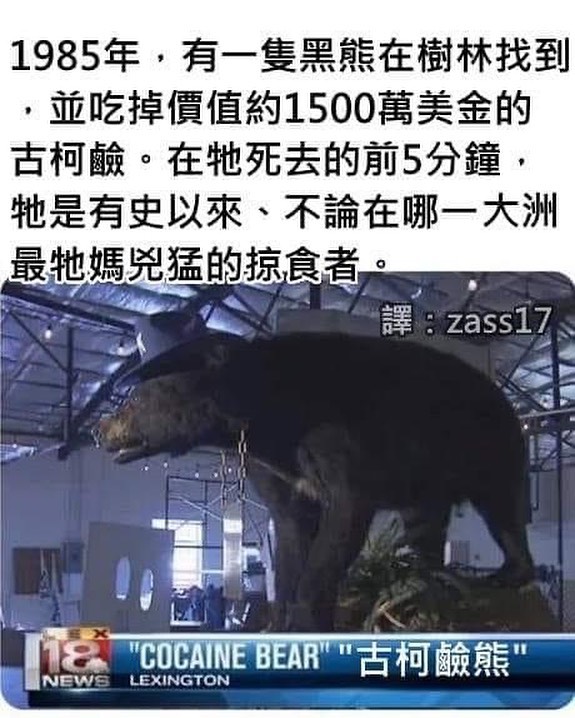 1985年，有一隻黑熊在樹林找到
，並吃掉價值約1500萬美金的
古柯鹼。在牠死去的前5分鐘，
牠是有史以來、不論在哪一大洲
最牠媽兇猛的掠食者。
譯：zass17
LEX
18
NEWS
"COCAINE BEAR" "古柯鹼熊"
LEXINGTON